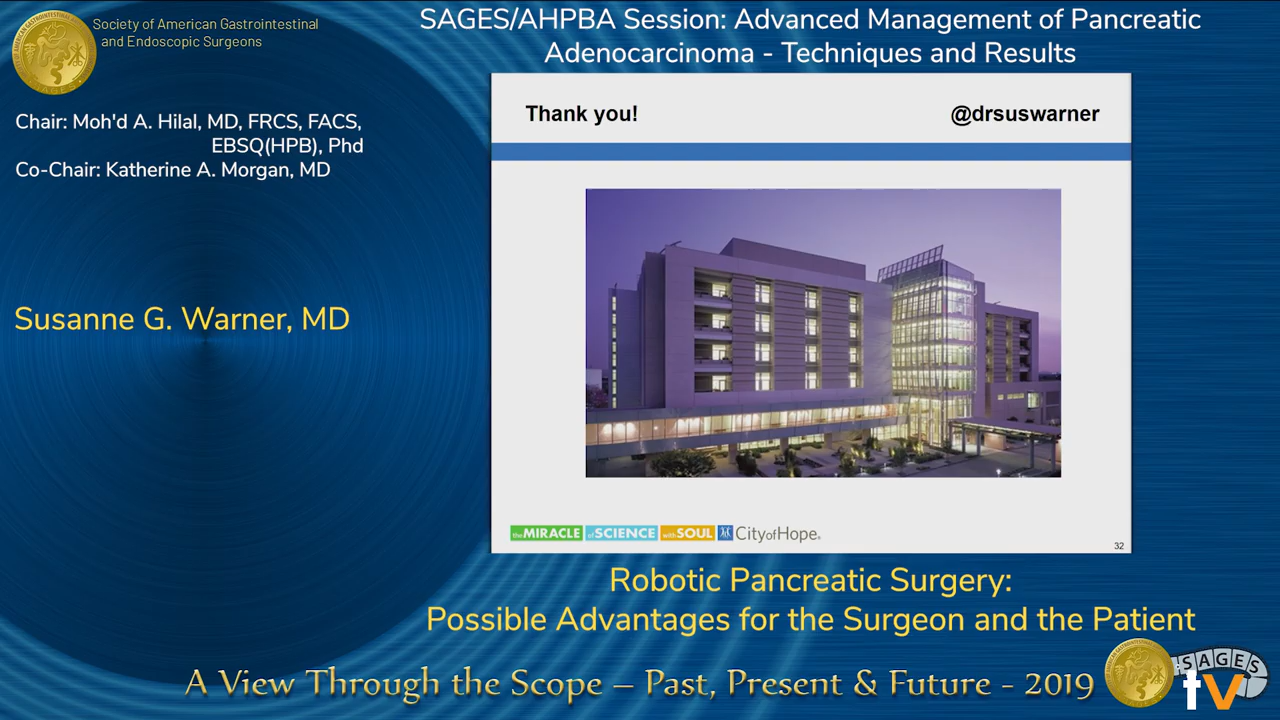 Society of American Gastrointestinal
and Endoscopic Surgeons
SAGES/AHPBA Session: Advanced Management of Pancreatic
Adenocarcinoma - Techniques and Results
Chair: Moh'd A. Hilal, MD, FRCS, FACS,
EBSQ(HPB), Phd
Co-Chair: Katherine A. Morgan, MD
Susanne G. Warner, MD
Thank you!
@drsuswarner
the MIRACLE of SCIENCE with SOUL City of Hope®
32
Robotic Pancreatic Surgery:
Possible Advantages for the Surgeon and the Patient
A View Through the Scope – Past, Present & Future - 2019
SAGES
tv